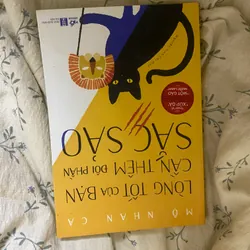 MỘ NHAN CA
LÒNG TỐT CỦA BẠN
CẦN THÊM ĐÔI PHẦN
SẮC SẢO